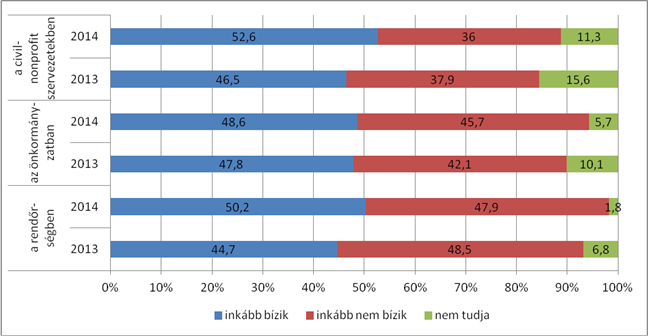 a civil-
nonprofit
szervezetekben
2014
52,6
36
11,3
2013
46,5
37,9
15,6
az önkormány-
zatban
2014
48,6
45,7
5,7
2013
47,8
42,1
10,1
a rendőr-
ségben
2014
50,2
47,9
1,8
2013
44,7
48,5
6,8
0% 10% 20% 30% 40% 50% 60% 70% 80% 90% 100%
inkább bízik inkább nem bízik nem tudja